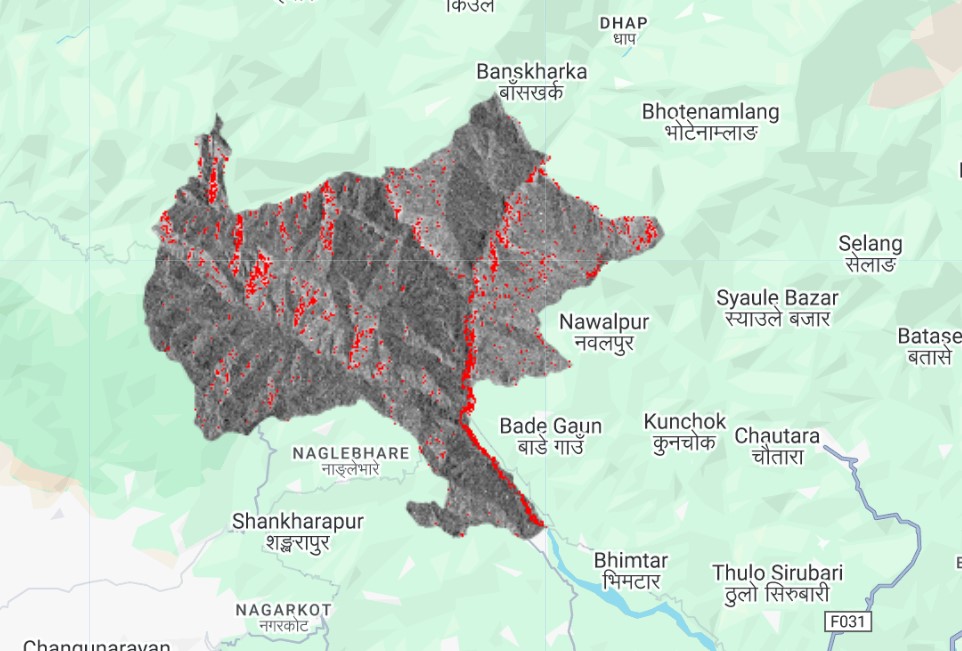 किउल
DHAP
धाप
Banskharka
बाँसखर्क
Bhotenamlang
भोटेनाम्लाङ
Selang
सेलाङ
Syaule Bazar
स्याउले बजार
Nawalpur
नवलपुर
Batase
बतासे
Bade Gaun
बाडे गाउँ
Kunchok
कुनचोक
Chautara
चौतारा
NAGLEBHARE
नाङ्लेभारे
Shankharapur
शङ्खरापुर
Bhimtar
भिमटार
Thulo Sirubari
ठुलो सिरुबारी
NAGARKOT
नगरकोट
F031
Changunarayan